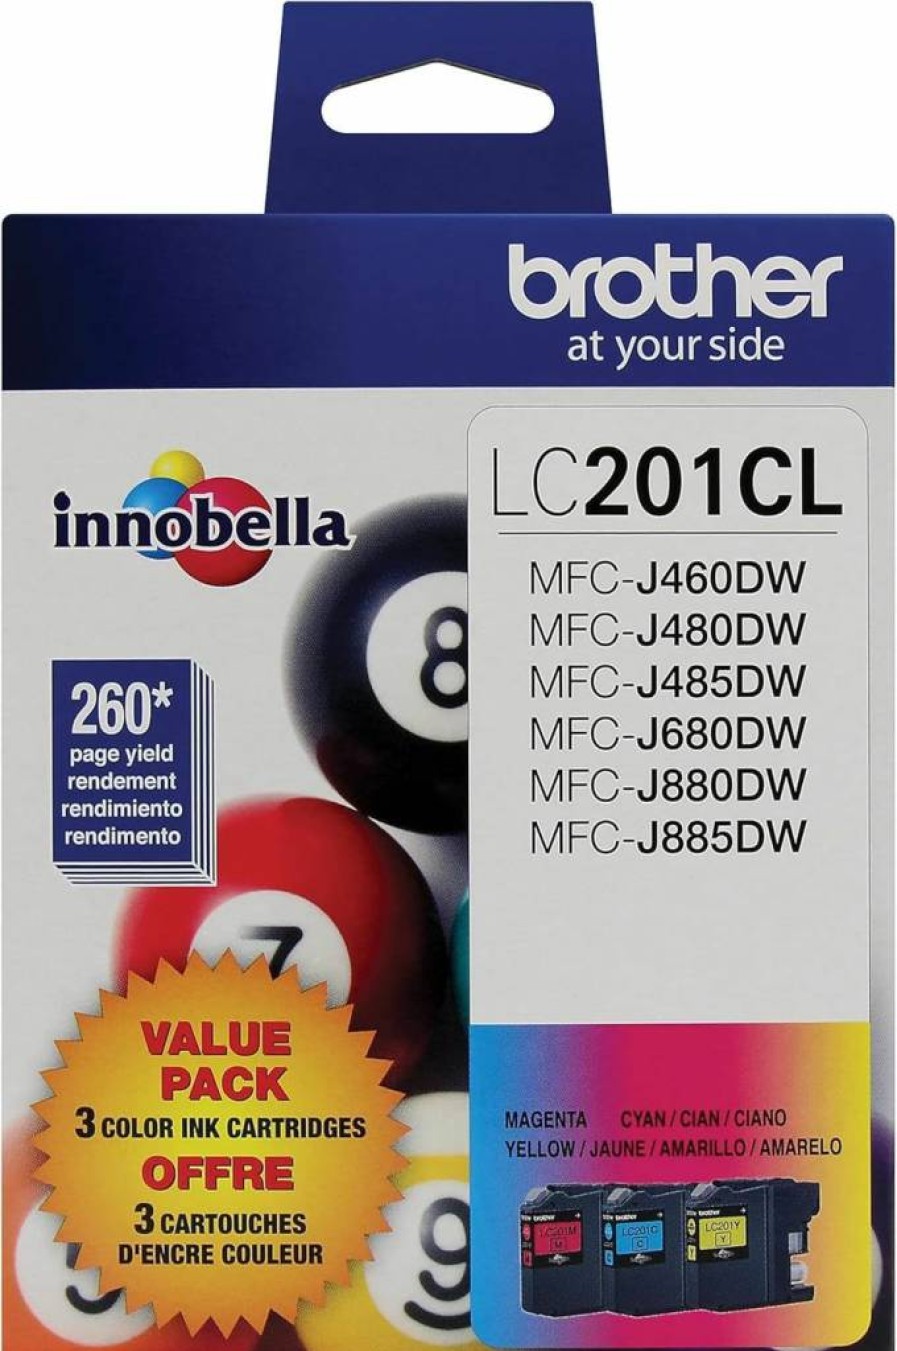 brother
at your side
LC201CL
MFC-J460DW
MFC-J480DW
MFC-J485DW
MFC-J680DW
MFC-J880DW
MFC-J885DW
innobella
8
260*
page yield
rendement
rendimiento
rendimento
7
VALUE
PACK
3 COLOR INK CARTRIDGES
OFFRE
3 CARTOUCHES
D'ENCRE COULEUR
9
MAGENTA CYAN / CIAN / CIANO
YELLOW / JAUNE / AMARILLO / AMARELO
brother
LC201M
M
brother
LC201C
C
LC201Y
Y